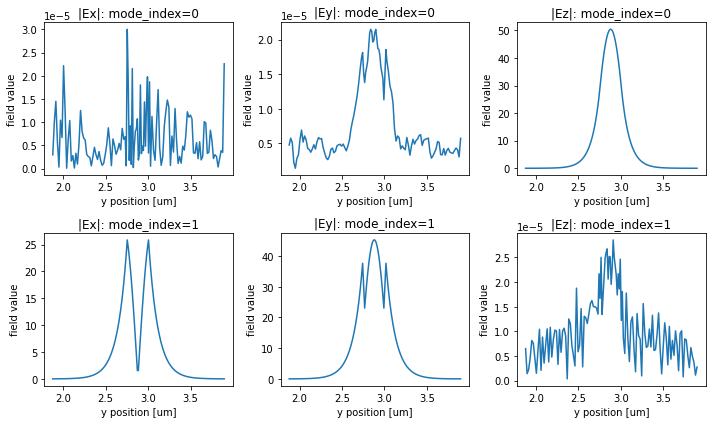 |Ex|: mode_index=0
1e−5
3.0
2.5
2.0
1.5
1.0
0.5
0.0
field value
2.0 2.5 3.0 3.5
y position [um]
|Ey|: mode_index=0
1e−5
2.0
1.5
1.0
0.5
field value
2.0 2.5 3.0 3.5
y position [um]
|Ez|: mode_index=0
50
40
30
20
10
0
field value
2.0 2.5 3.0 3.5
y position [um]
|Ex|: mode_index=1
25
20
15
10
5
0
field value
2.0 2.5 3.0 3.5
y position [um]
|Ey|: mode_index=1
40
30
20
10
0
field value
2.0 2.5 3.0 3.5
y position [um]
|Ez|: mode_index=1
1e−5
2.5
2.0
1.5
1.0
0.5
0.0
field value
2.0 2.5 3.0 3.5
y position [um]